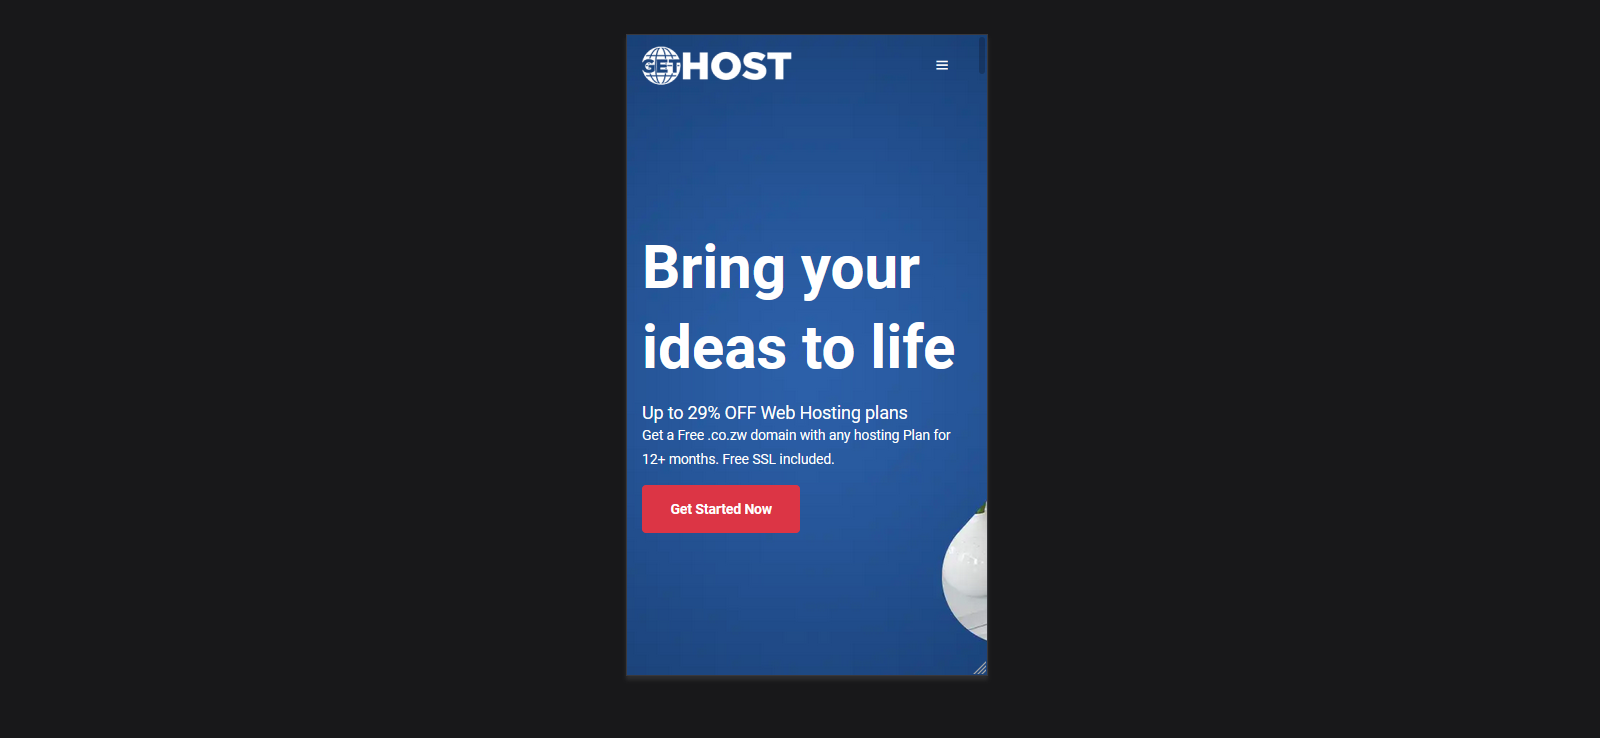 GETHOST
Bring your
ideas to life
Up to 29% OFF Web Hosting plans
Get a Free .co.zw domain with any hosting Plan for
12+ months. Free SSL included.
Get Started Now